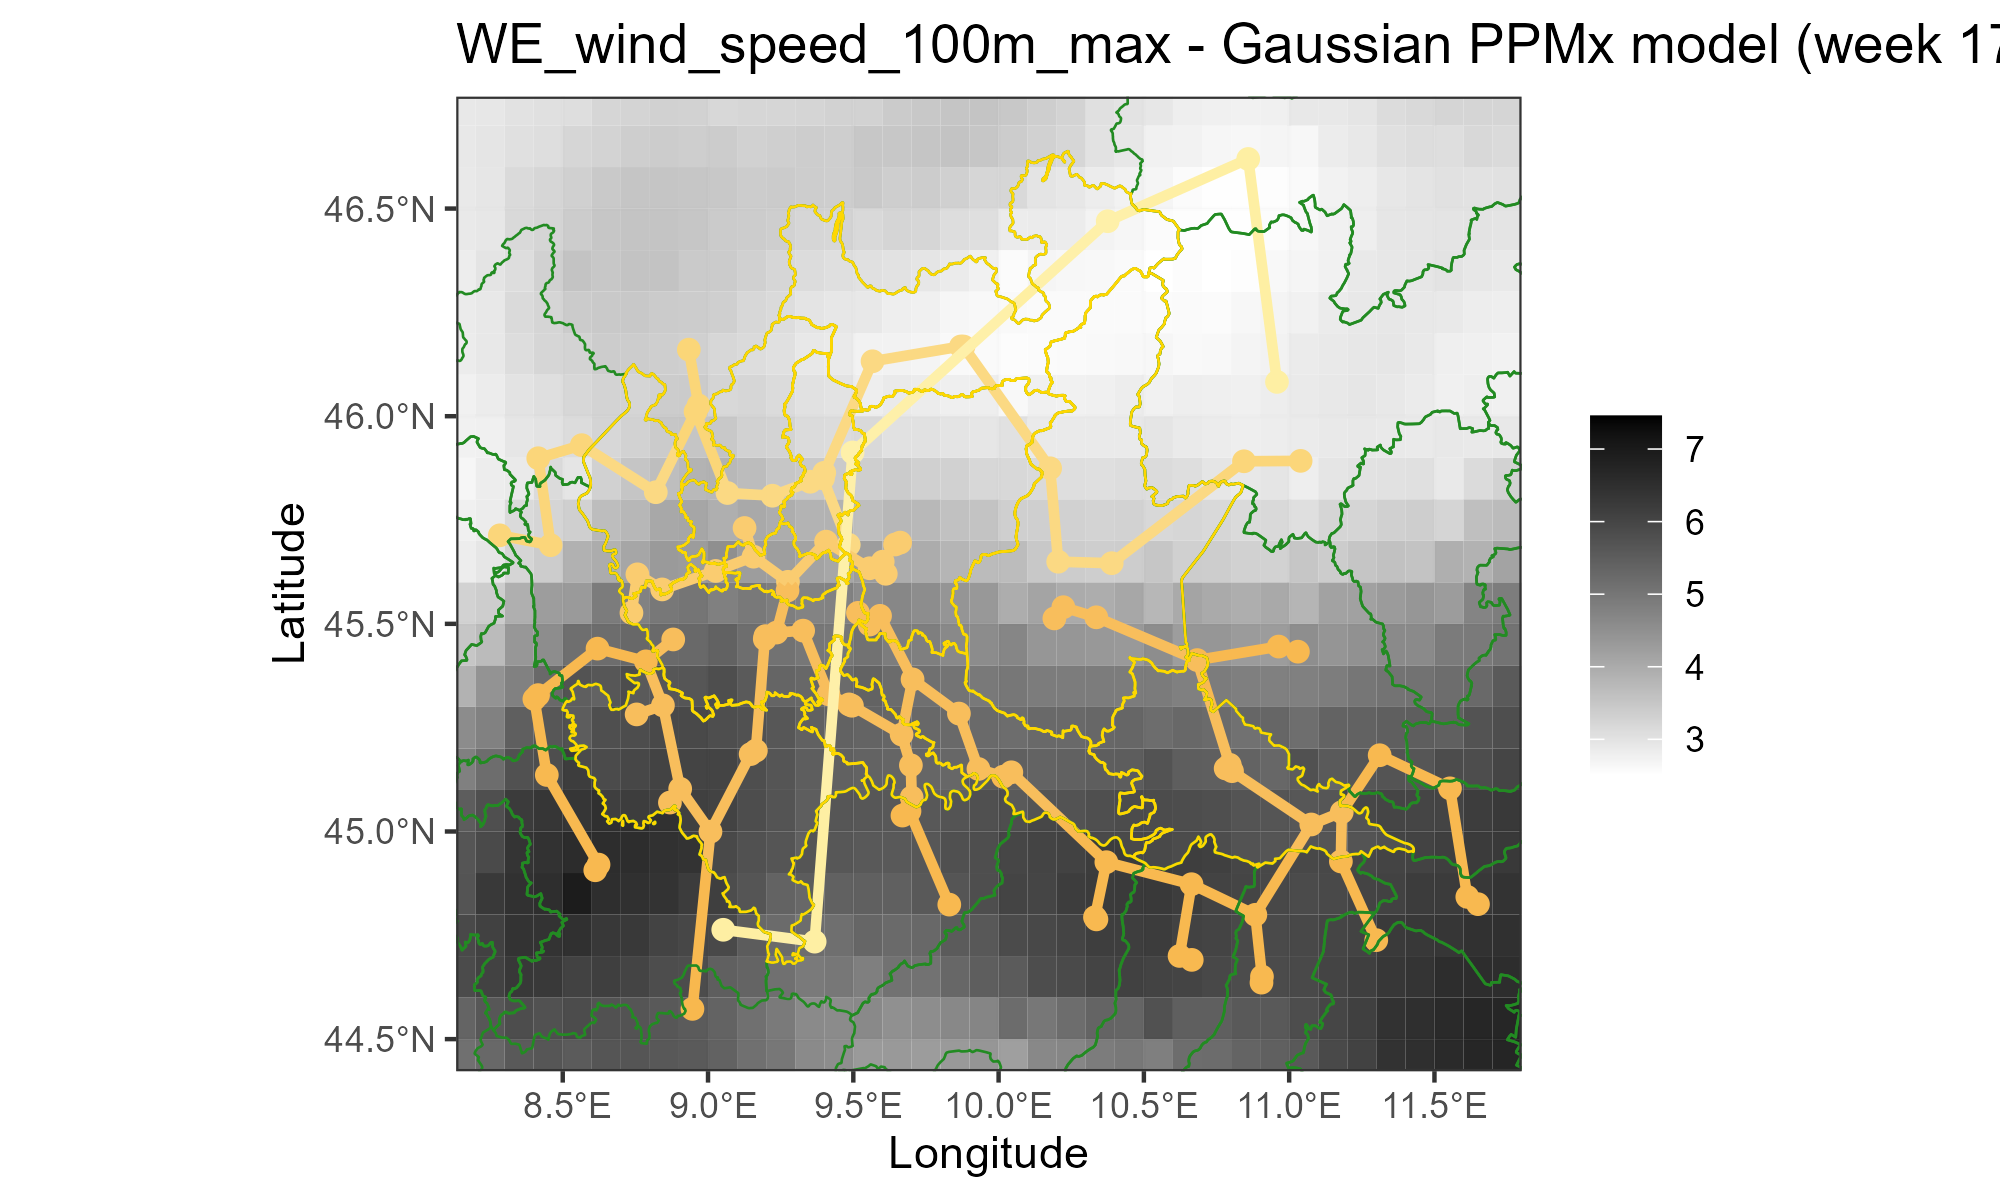 WE_wind_speed_100m_max - Gaussian PPMx model (week 17
46.5°N
46.0°N
45.5°N
45.0°N
44.5°N
Latitude
8.5°E 9.0°E 9.5°E 10.0°E 10.5°E 11.0°E 11.5°E
Longitude
7
6
5
4
3